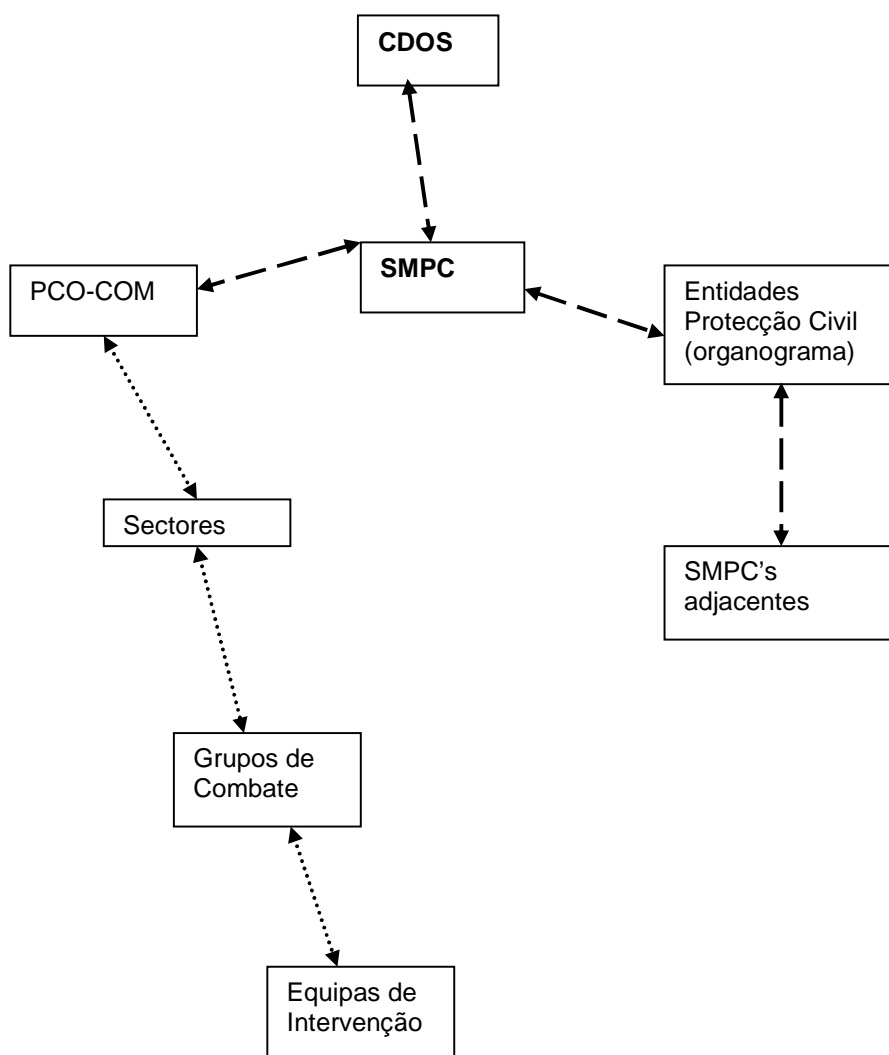 CDOS
SMPC
PCO-COM
Entidades
Protecção Civil
(organograma)
Sectores
SMPC's
adjacentes
Grupos de
Combate
Equipas de
Intervenção